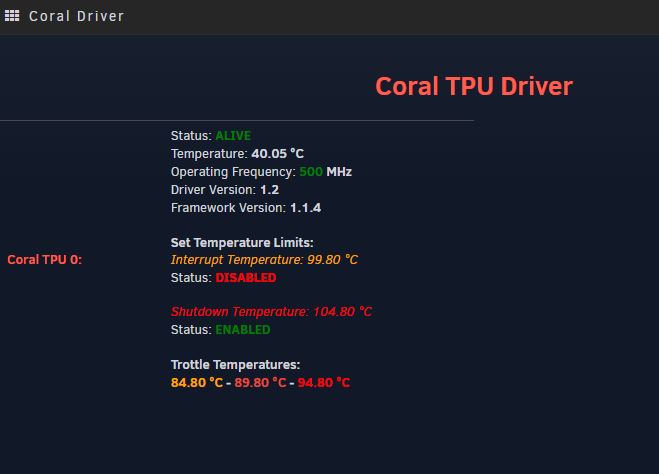 Coral Driver
Coral TPU Driver
Coral TPU 0:
Status: ALIVE
Temperature: 40.05 °C
Operating Frequency: 500 MHz
Driver Version: 1.2
Framework Version: 1.1.4
Set Temperature Limits:
Interrupt Temperature: 99.80 °C
Status: DISABLED
Shutdown Temperature: 104.80 °C
Status: ENABLED
Trottle Temperatures:
84.80 °C - 89.80 °C - 94.80 °C